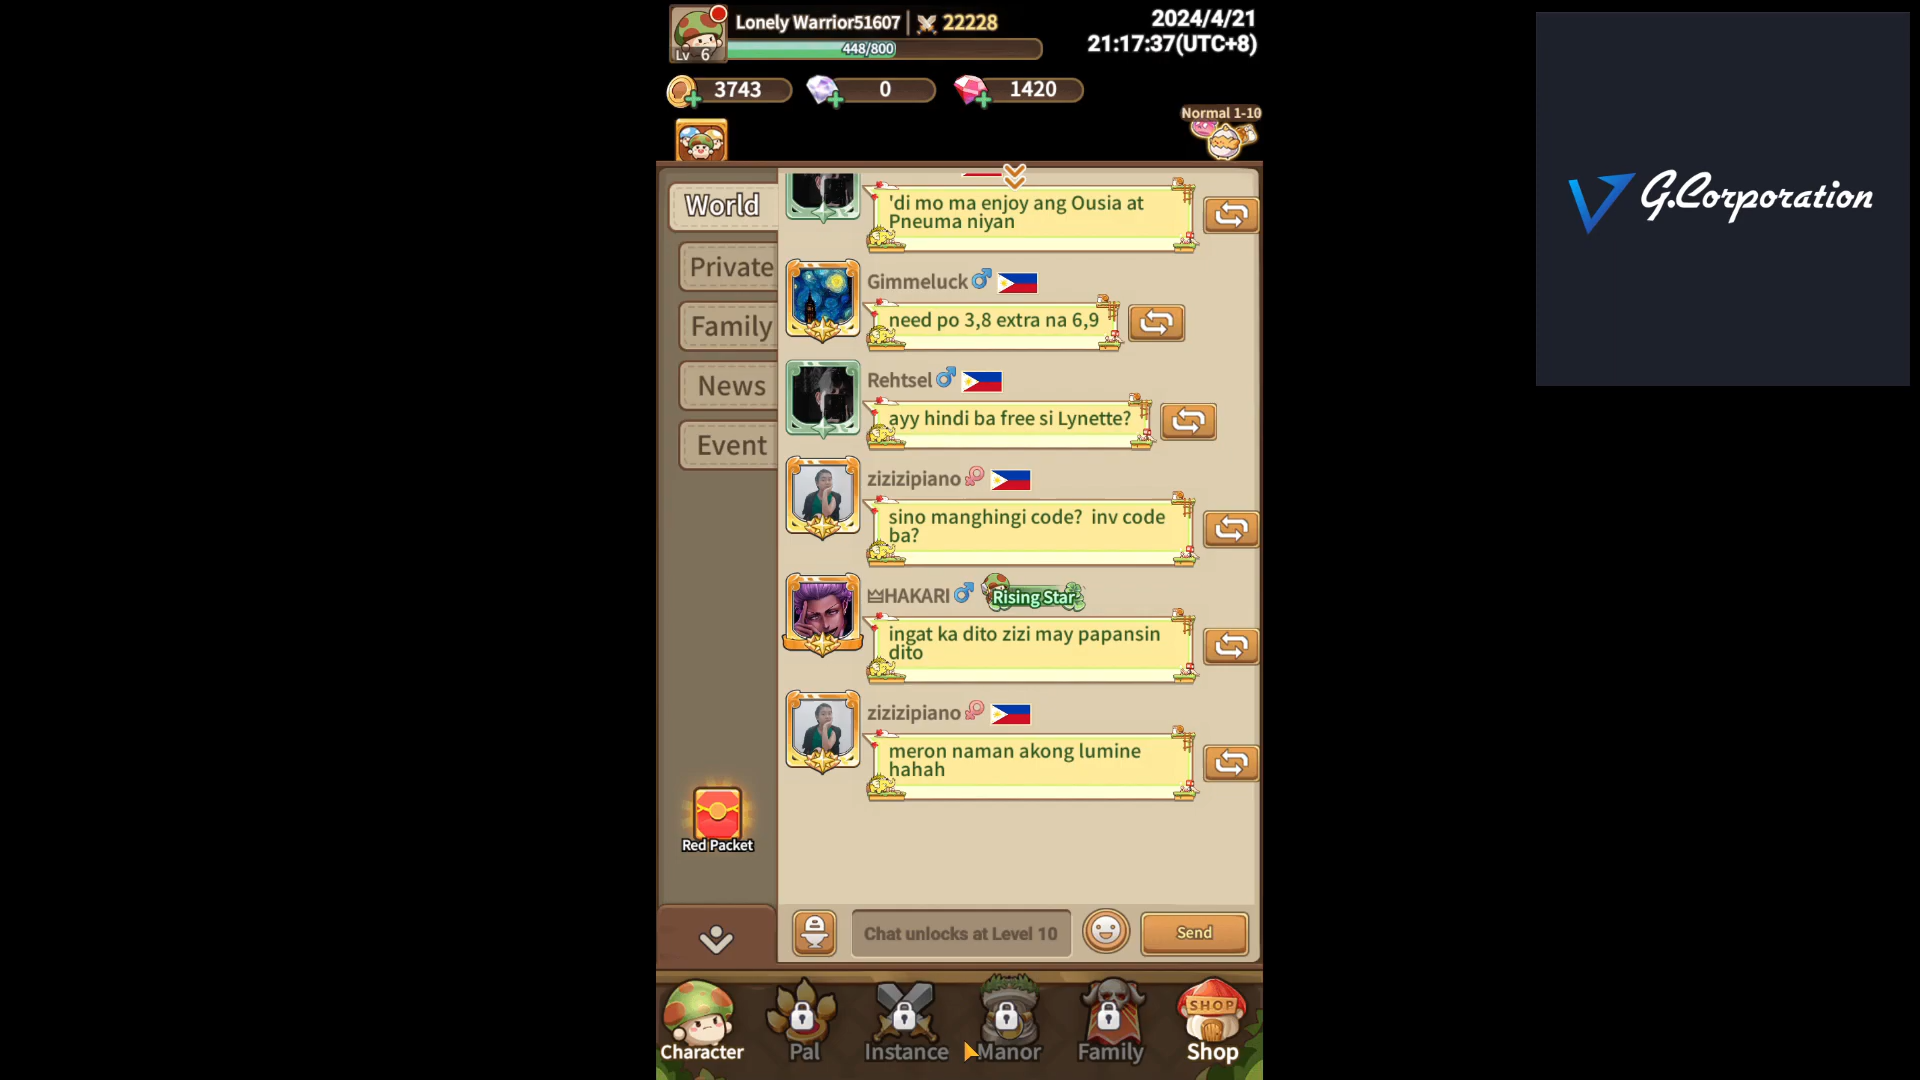 Lonely Warrior51607
22228
2024/4/21
Lv 6
448/800
21:17:37(UTC+8)
3743
0
1420
Normal 1-10
World
Private
Family
News
Event
'di mo ma enjoy ang Ousia at
Pneuma niyan
Gimmeluck
need po 3,8 extra na 6,9
Rehtsel
ayy hindi ba free si Lynette?
zizizipiano
sino manghingi code? inv code
ba?
HAKARI
Rising Star
ingat ka dito zizi may papansin
dito
zizizipiano
meron naman akong lumine
hahah
Red Packet
Chat unlocks at Level 10
Send
SHOP
Character
Pal
Instance
Manor
Family
Shop
G.Corporation